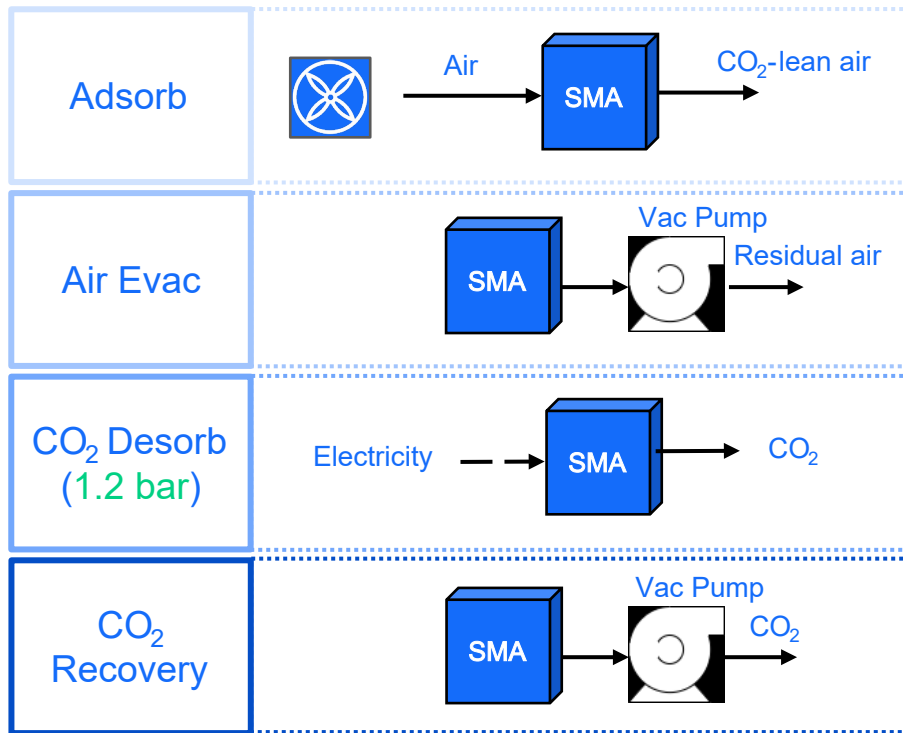 Adsorb
Air
SMA
CO₂-lean air
Air Evac
SMA
Vac Pump
Residual air
CO₂ Desorb
(1.2 bar)
Electricity
SMA
CO₂
CO₂
Recovery
SMA
Vac Pump
CO₂